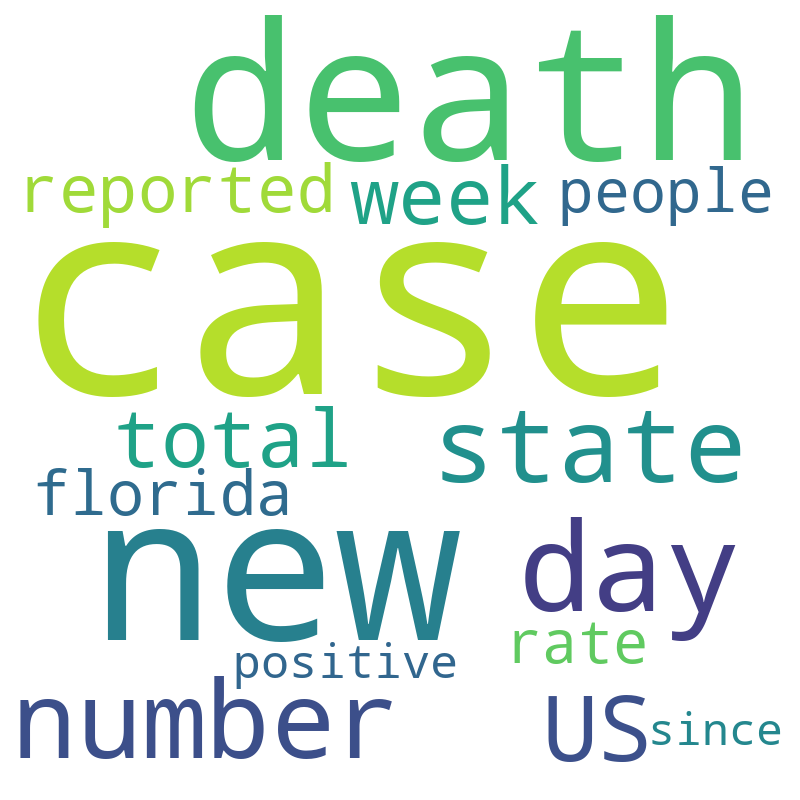 death
reported week people
case
total state
florida
new day
rate
positive
number US since